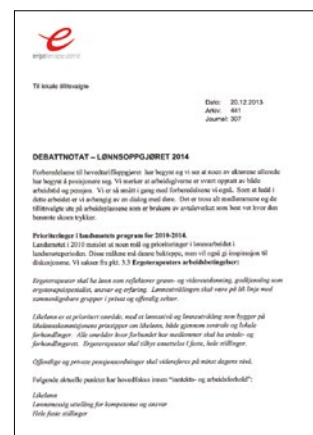 ergoterapeutene
Til lokale tillitsvalgte
Dato: 20.12.2013
Arkiv: 441
Journal: 307
DEBATTNOTAT – LØNNSOPPGJØRET 2014
Forberedelsene til hovedtariffoppgjøret har begynt og vi ser at noen av aktørene allerede
har begynt å posisjonere seg. Vi merker at arbeidsgiverne er svært opptatt av både
arbeidstid og pensjon. Vi er så smått i gang med forberedelsene vi også. Som et ledd i
dette arbeidet er vi avhengig av en dialog med dere. Det er tross alt medlemmene og de
tillitsvalgte ute på arbeidsplassene som er brukere av avtaleverket som best vet hvor den
berømte skoen trykker.
Prioriteringer i landsmøtets program for 2010-2014.
Landsmøtet i 2010 meislet ut noen mål og prioriteringer i lønnsarbeidet i
landsmøteperioden. Disse målene må danne bakteppe, men vil også gi inspirasjon til
diskusjonene. Vi sakser fra pkt. 3.3 Ergoterapeuters arbeidsbetingelser:
Ergoterapeuter skal ha lønn som reflekterer grunn- og videreutdanning, godkjenning som
ergoterapispesialist, ansvar og erfaring. Lønnsutviklingen skal være på lik linje med
sammenlignbare grupper i privat og offentlig sektor.
Likelønn er et prioritert område, med et lønnsnivå og lønnsutvikling som bygger på
likelønnskommisjonens prinsipper om likelønn, både gjennom sentrale og lokale
forhandlinger. Alle områder hvor forbundet har medlemmer skal ha avtale- og
forhandlingsrett. Ergoterapeuter skal tilbys ansettelse i faste, hele stillinger.
Offentlige og private pensjonsordninger skal videreføres på minst dagens nivå.
Følgende aktuelle punkter har hovedfokus innen "inntekts- og arbeidsforhold":
Likelønn
Lønnsmessig uttelling for kompetanse og ansvar
Hele faste stillinger